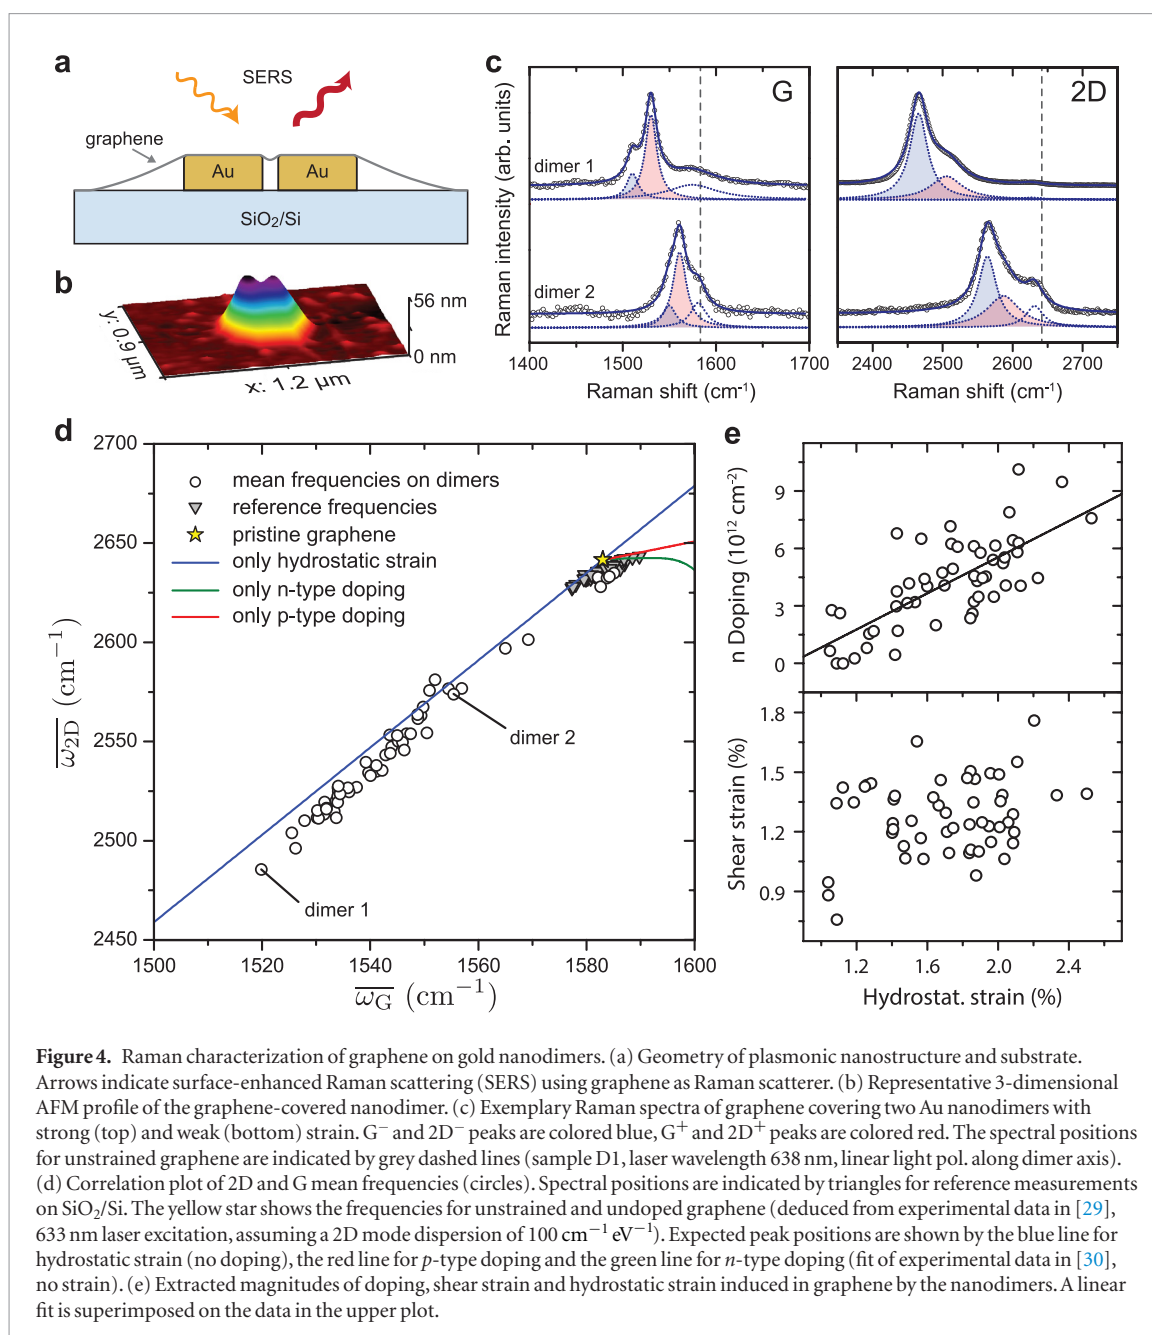 a
SERS
graphene
Au
Au
SiO2/Si
b
56 nm
0 nm
y: 0.9 μm
x: 1.2 μm
c
G
2D
Raman intensity (arb. units)
dimer 1
dimer 2
1400 1500 1600 1700
2400 2500 2600 2700
Raman shift (cm⁻¹)
Raman shift (cm⁻¹)
d
2700
2650
2600
2550
2500
2450
ω2D (cm⁻¹)
mean frequencies on dimers
reference frequencies
pristine graphene
only hydrostatic strain
only n-type doping
only p-type doping
dimer 2
dimer 1
1500 1520 1540 1560 1580 1600
ωG (cm⁻¹)
e
n Doping (10¹² cm⁻²)
9
6
3
0
Shear strain (%)
1.8
1.5
1.2
0.9
1.2 1.6 2.0 2.4
Hydrostat. strain (%)
Figure 4. Raman characterization of graphene on gold nanodimers. (a) Geometry of plasmonic nanostructure and substrate.
Arrows indicate surface-enhanced Raman scattering (SERS) using graphene as Raman scatterer. (b) Representative 3-dimensional
AFM profile of the graphene-covered nanodimer. (c) Exemplary Raman spectra of graphene covering two Au nanodimers with
strong (top) and weak (bottom) strain. G⁻ and 2D⁻ peaks are colored blue, G⁺ and 2D⁺ peaks are colored red. The spectral positions
for unstrained graphene are indicated by grey dashed lines (sample D1, laser wavelength 638 nm, linear light pol. along dimer axis).
(d) Correlation plot of 2D and G mean frequencies (circles). Spectral positions are indicated by triangles for reference measurements
on SiO2/Si. The yellow star shows the frequencies for unstrained and undoped graphene (deduced from experimental data in [29],
633 nm laser excitation, assuming a 2D mode dispersion of 100 cm⁻¹ eV⁻¹). Expected peak positions are shown by the blue line for
hydrostatic strain (no doping), the red line for p-type doping and the green line for n-type doping (fit of experimental data in [30],
no strain). (e) Extracted magnitudes of doping, shear strain and hydrostatic strain induced in graphene by the nanodimers. A linear
fit is superimposed on the data in the upper plot.